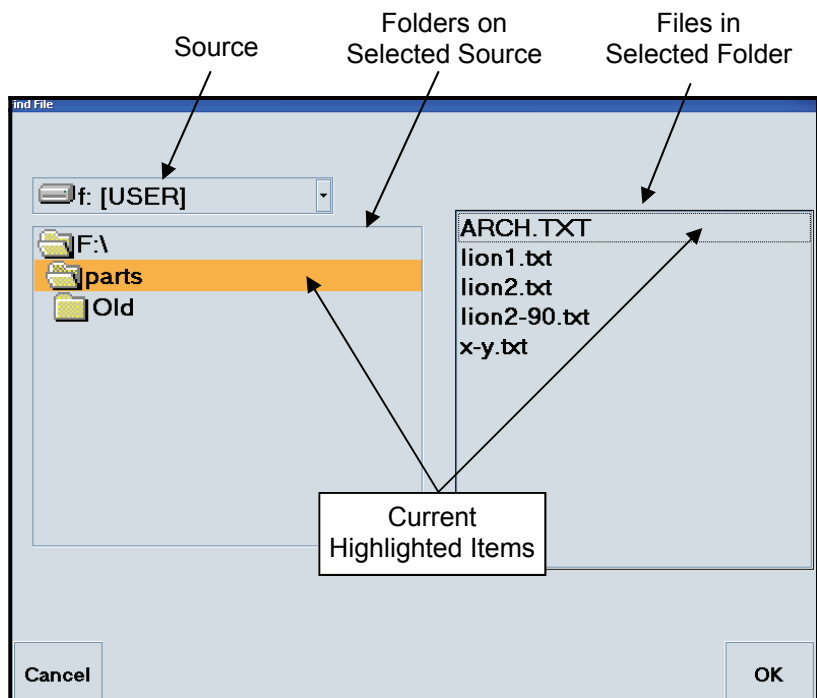 Source
Folders on
Selected Source
Files in
Selected Folder
ind File
f: [USER]
F:\
parts
Old
ARCH.TXT
lion1.txt
lion2.txt
lion2-90.txt
x-y.txt
Current
Highlighted Items
Cancel
OK